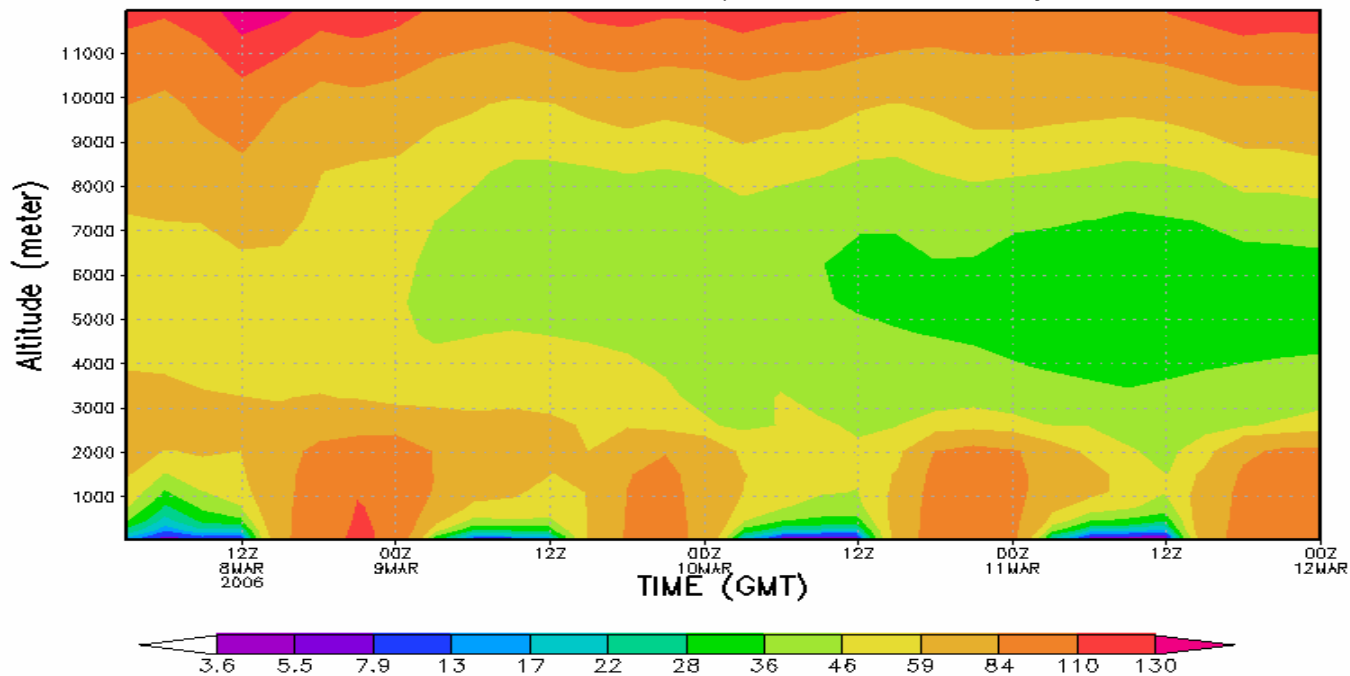 11000
10000
9000
8000
7000
6000
5000
4000
3000
2000
1000
Altitude (meter)
12Z 00Z 12Z 00Z 12Z 00Z 12Z 00Z
8MAR 9MAR 10MAR 11MAR 12MAR
2006
TIME (GMT)
3.6 5.5 7.9 13 17 22 28 36 46 59 84 110 130